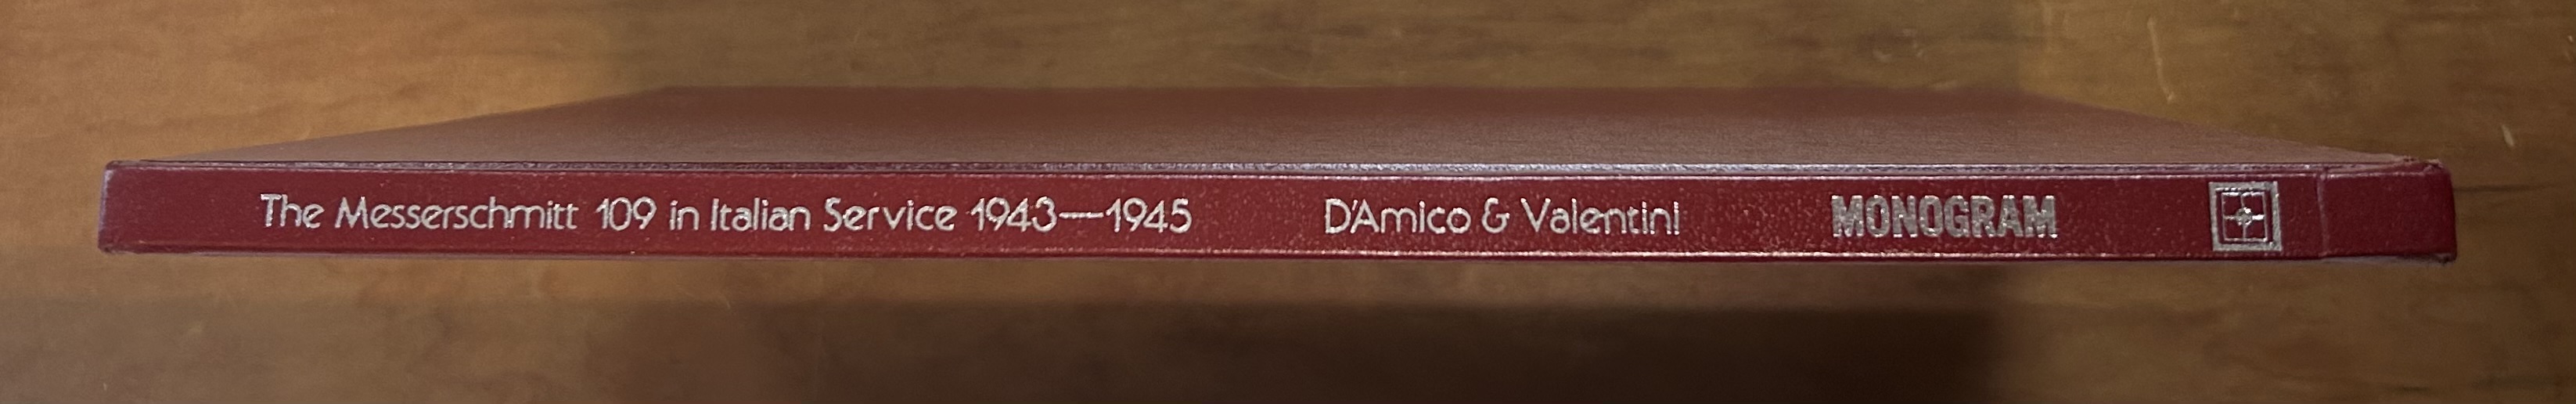 The Messerschmitt 109 in Italian Service 1943—1945 D'Amico & Valentini MONOGRAM